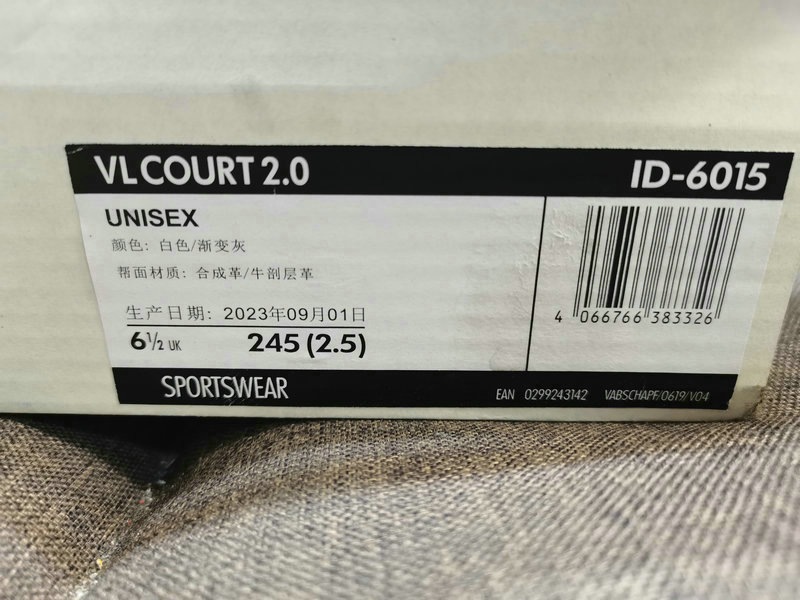 VL COURT 2.0
ID-6015
UNISEX
颜色: 白色/渐变灰
帮面材质: 合成革/牛剖层革
生产日期: 2023年09月01日
6 1/2 UK 245 (2.5)
4 066766 383326
SPORTSWEAR
EAN 0299243142 VABSCHAPF/0619/V04